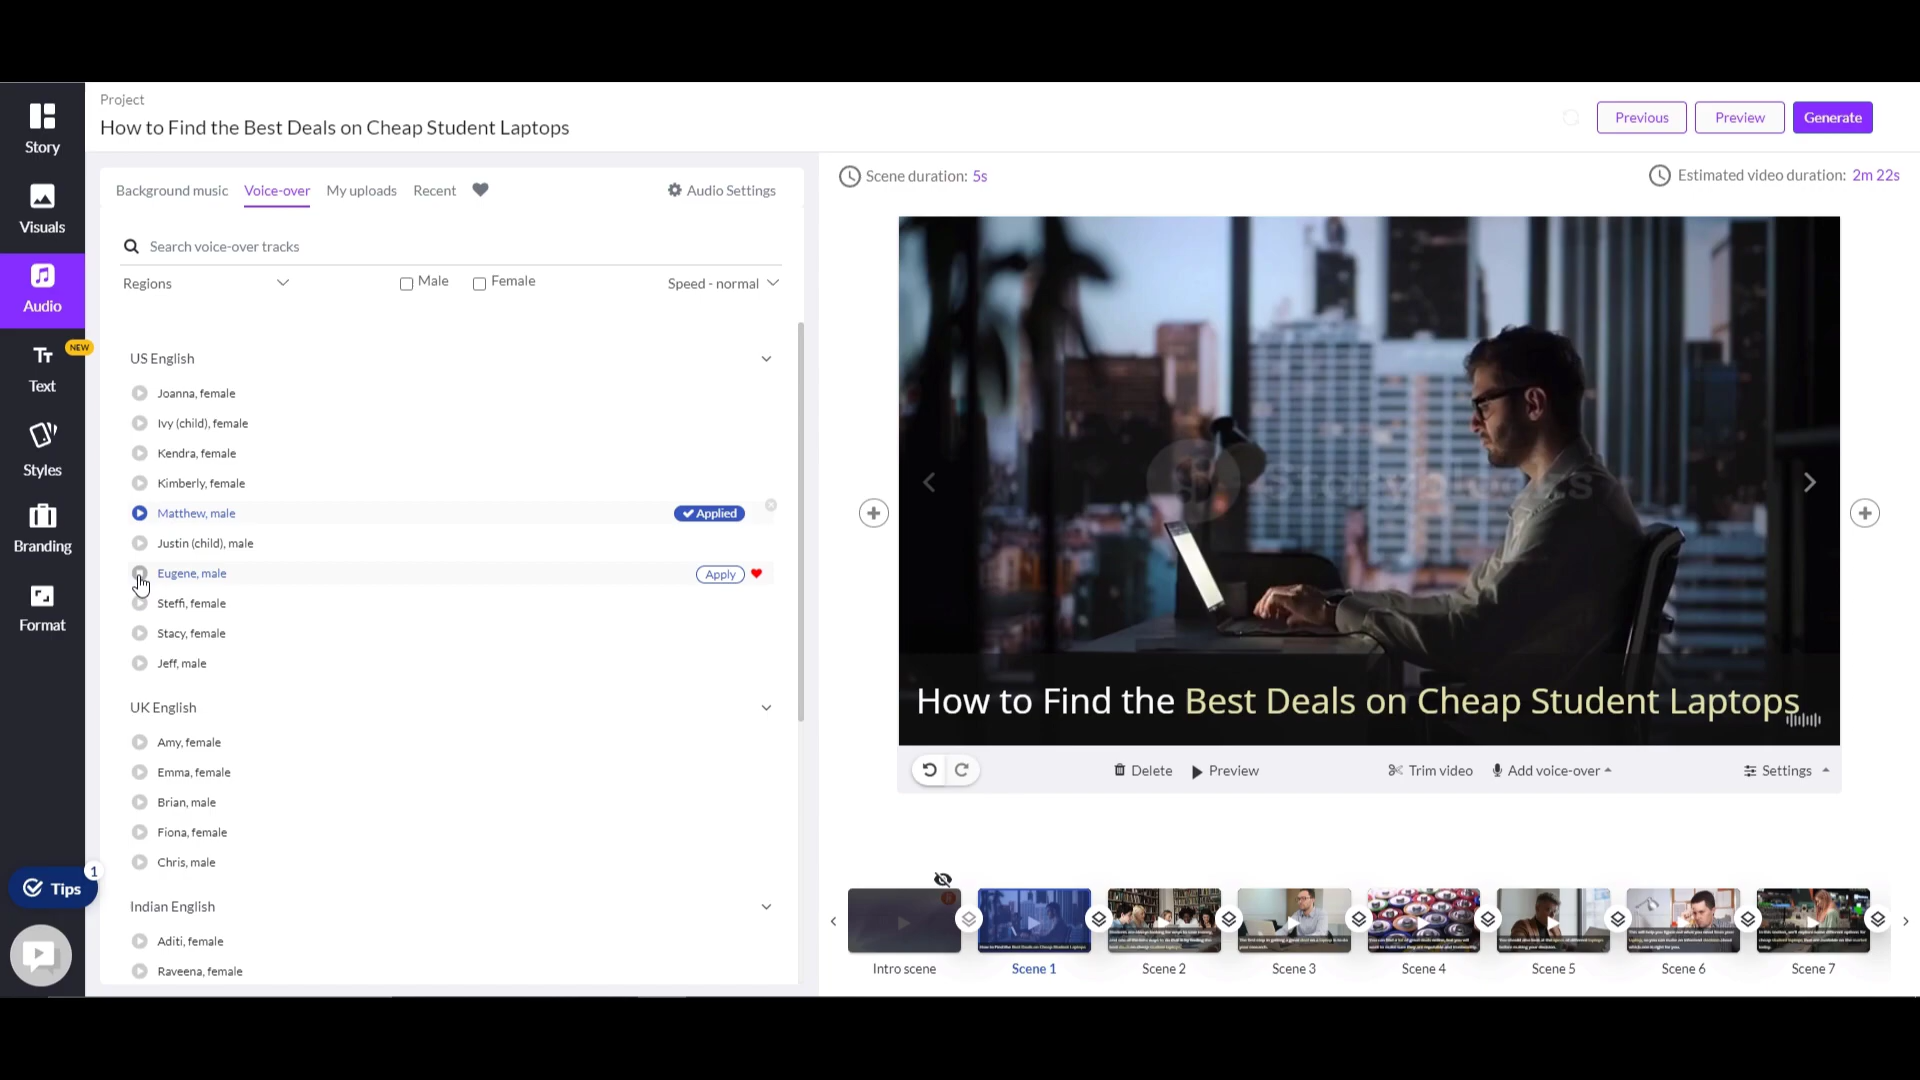 Project
How to Find the Best Deals on Cheap Student Laptops
Previous
Preview
Generate
Story
Visuals
Audio
NEW
Text
Styles
Branding
Format
1
Tips
Background music
Voice-over
My uploads
Recent
Audio Settings
Search voice-over tracks
Regions
Male
Female
Speed - normal
US English
Joanna, female
Ivy (child), female
Kendra, female
Kimberly, female
Matthew, male
Applied
Justin (child), male
Eugene, male
Apply
Steffi, female
Stacy, female
Jeff, male
UK English
Amy, female
Emma, female
Brian, male
Fiona, female
Chris, male
Indian English
Aditi, female
Raveena, female
Scene duration: 5s
Estimated video duration: 2m 22s
How to Find the Best Deals on Cheap Student Laptops
Delete
Preview
Trim video
Add voice-over
Settings
Intro scene
Scene 1
Scene 2
Scene 3
Scene 4
Scene 5
Scene 6
Scene 7